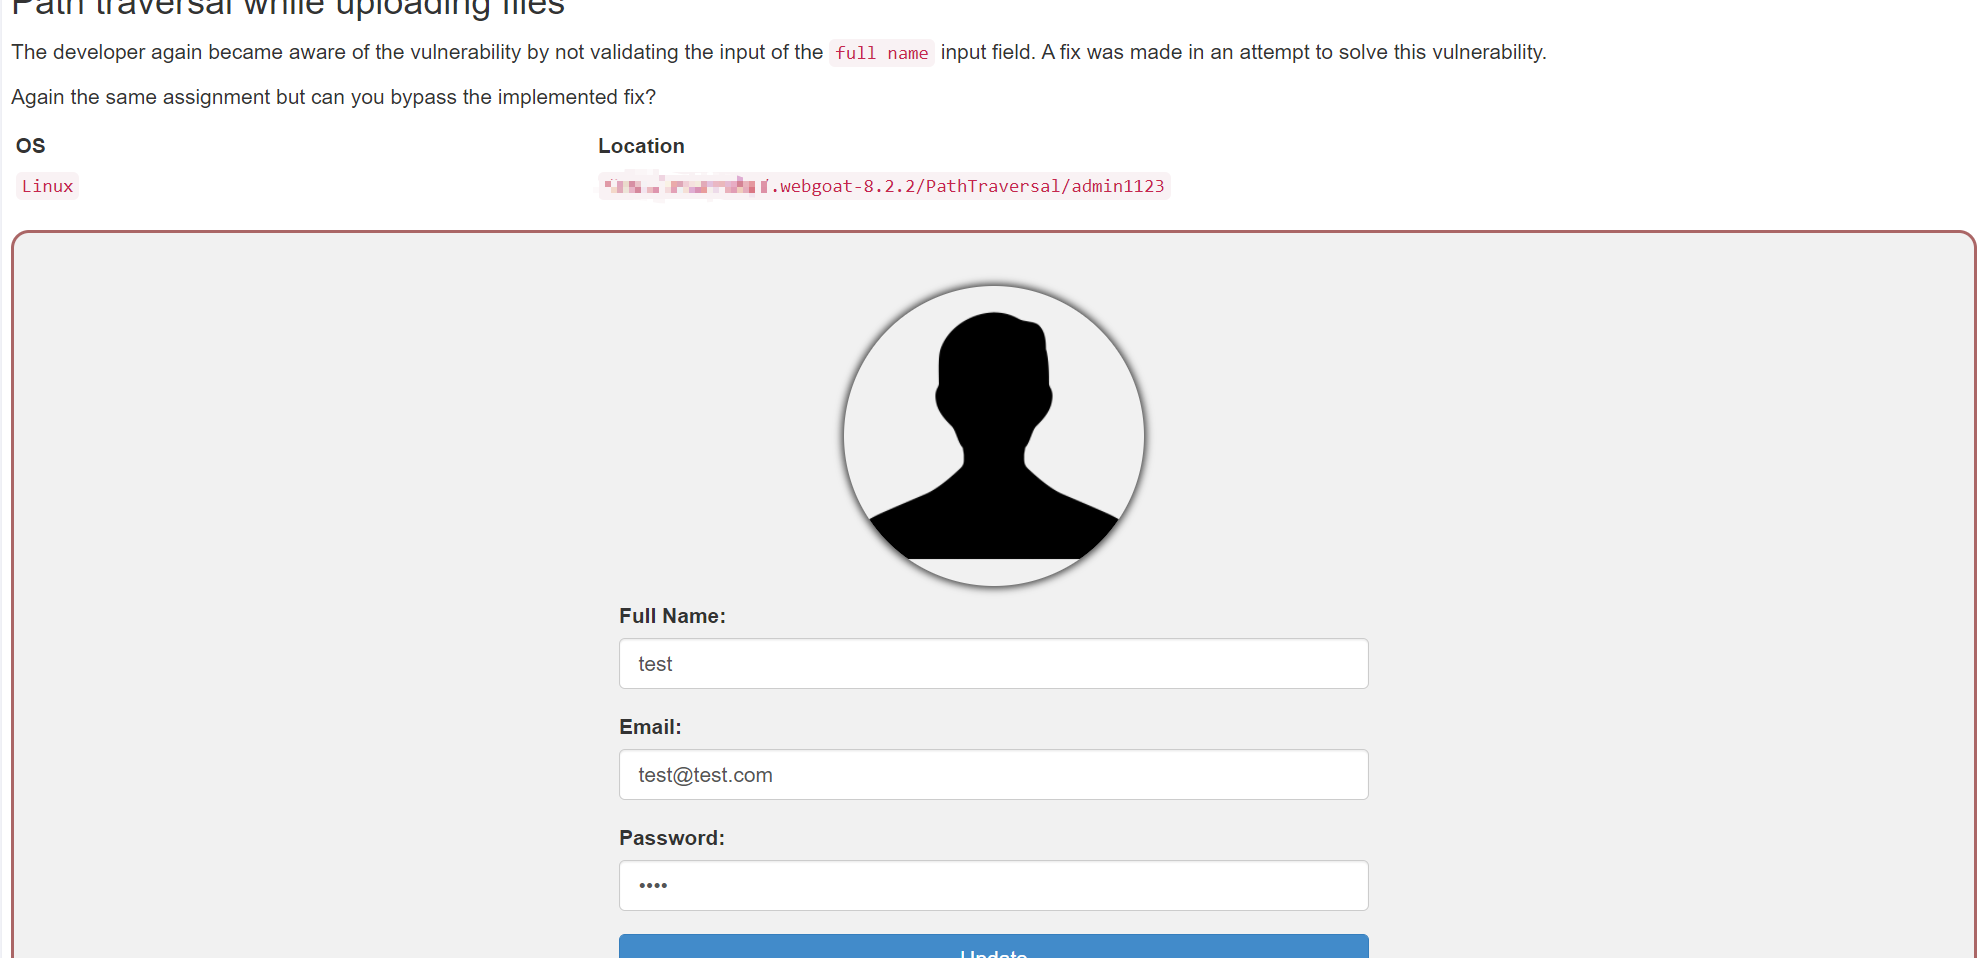 Path traversal while uploading files
The developer again became aware of the vulnerability by not validating the input of the full name input field. A fix was made in an attempt to solve this vulnerability.
Again the same assignment but can you bypass the implemented fix?
OS Location
Linux /.webgoat-8.2.2/PathTraversal/admin1123
Full Name:
test
Email:
test@test.com
Password:
••••
Update